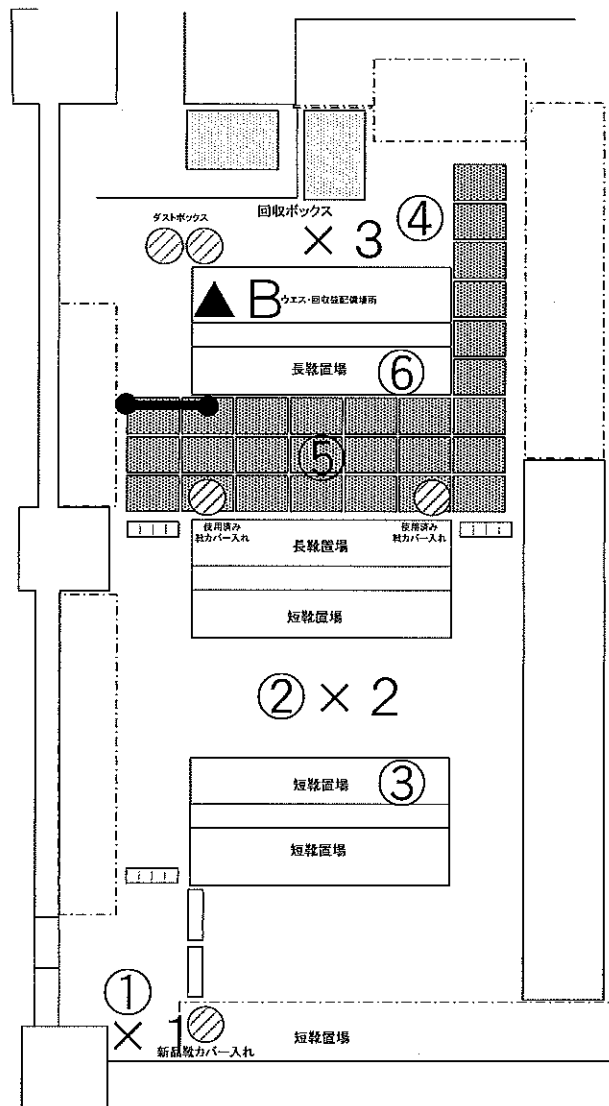 ダストボックス
回収ボックス
④
× 3
▲ B ウエス・回収盆配備場所
長靴置場 ⑥
⑤
使用済み
靴カバー入れ
使用済み
靴カバー入れ
長靴置場
短靴置場
② × 2
短靴置場 ③
短靴置場
①
× 1
新品靴カバー入れ
短靴置場